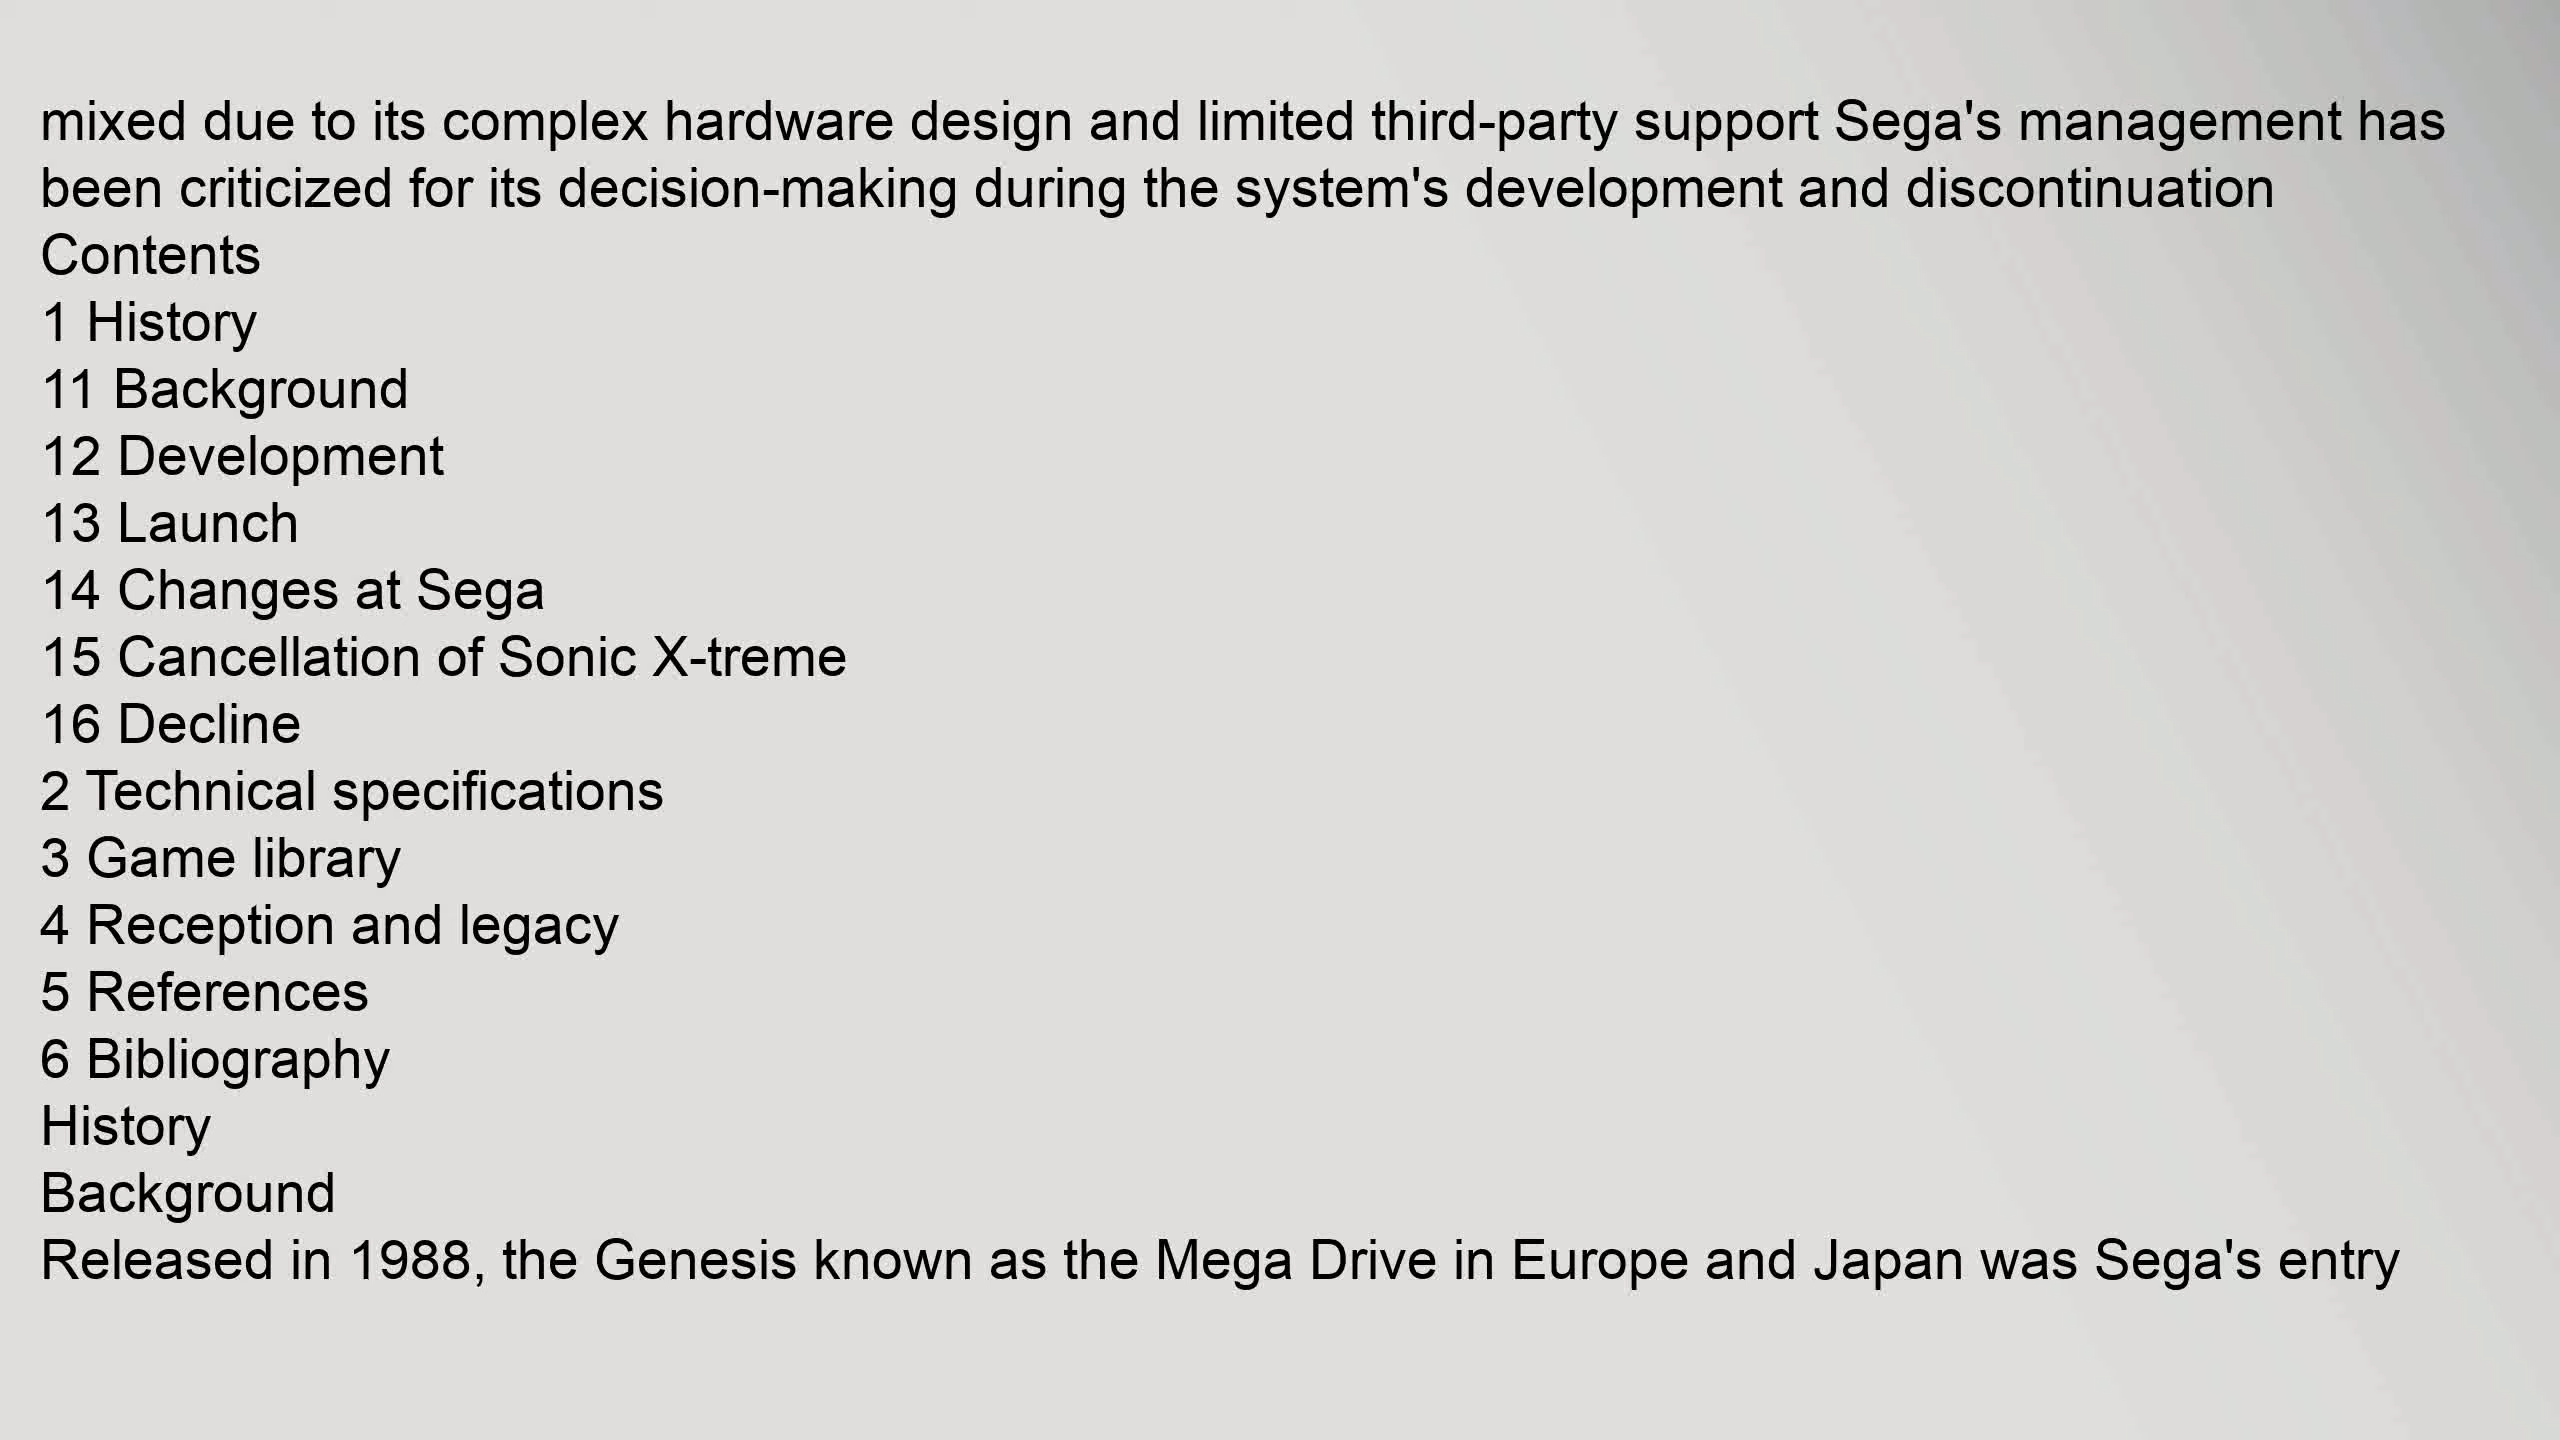 mixed due to its complex hardware design and limited third-party support Sega's management has
been criticized for its decision-making during the system's development and discontinuation
Contents
1 History
11 Background
12 Development
13 Launch
14 Changes at Sega
15 Cancellation of Sonic X-treme
16 Decline
2 Technical specifications
3 Game library
4 Reception and legacy
5 References
6 Bibliography
History
Background
Released in 1988, the Genesis known as the Mega Drive in Europe and Japan was Sega's entry